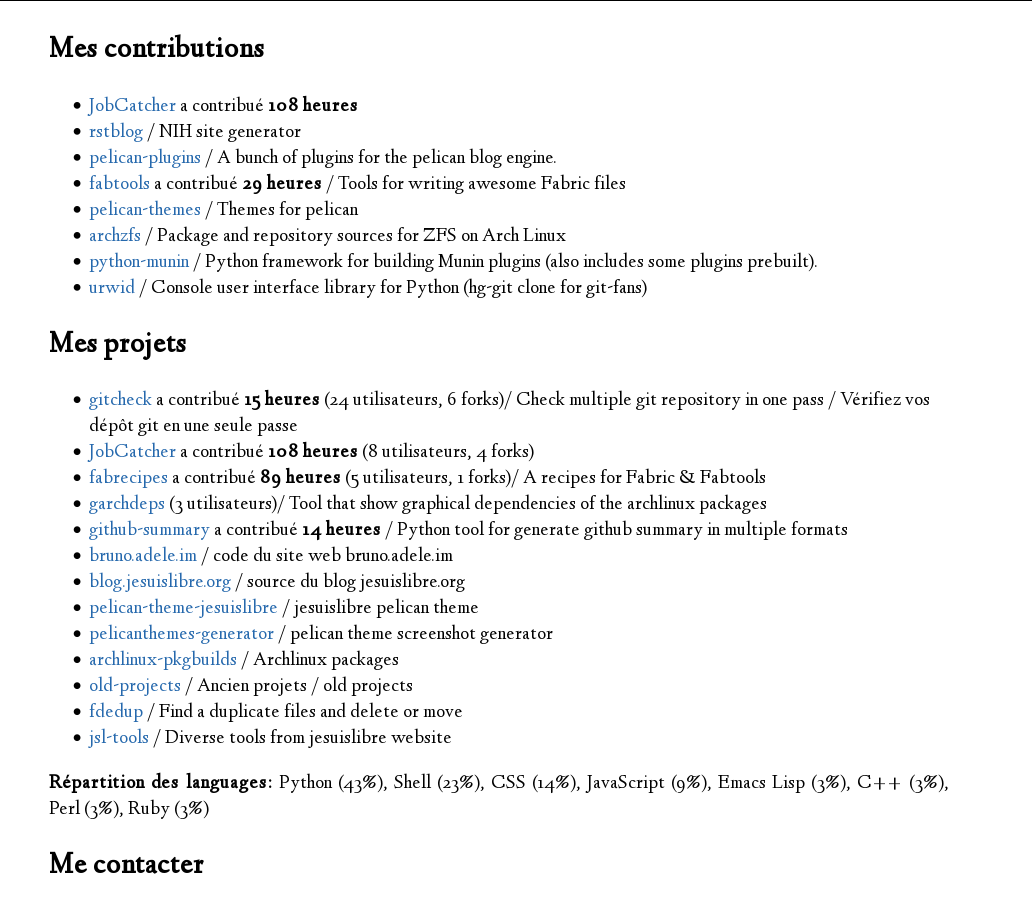 Mes contributions
• JobCatcher a contribué 108 heures
• rstblog / NIH site generator
• pelican-plugins / A bunch of plugins for the pelican blog engine.
• fabtools a contribué 29 heures / Tools for writing awesome Fabric files
• pelican-themes / Themes for pelican
• archzfs / Package and repository sources for ZFS on Arch Linux
• python-munin / Python framework for building Munin plugins (also includes some plugins prebuilt).
• urwid / Console user interface library for Python (hg-git clone for git-fans)
Mes projets
• gitcheck a contribué 15 heures (24 utilisateurs, 6 forks)/ Check multiple git repository in one pass / Vérifiez vos
dépôt git en une seule passe
• JobCatcher a contribué 108 heures (8 utilisateurs, 4 forks)
• fabrecipes a contribué 89 heures (5 utilisateurs, 1 forks)/ A recipes for Fabric & Fabtools
• garchdeps (3 utilisateurs)/ Tool that show graphical dependencies of the archlinux packages
• github-summary a contribué 14 heures / Python tool for generate github summary in multiple formats
• bruno.adele.im / code du site web bruno.adele.im
• blog.jesuislibre.org / source du blog jesuislibre.org
• pelican-theme-jesuislibre / jesuislibre pelican theme
• pelicanthemes-generator / pelican theme screenshot generator
• archlinux-pkgbuilds / Archlinux packages
• old-projects / Ancien projets / old projects
• fdedup / Find a duplicate files and delete or move
• jsl-tools / Diverse tools from jesuislibre website
Répartition des languages: Python (43%), Shell (23%), CSS (14%), JavaScript (9%), Emacs Lisp (3%), C++ (3%),
Perl (3%), Ruby (3%)
Me contacter